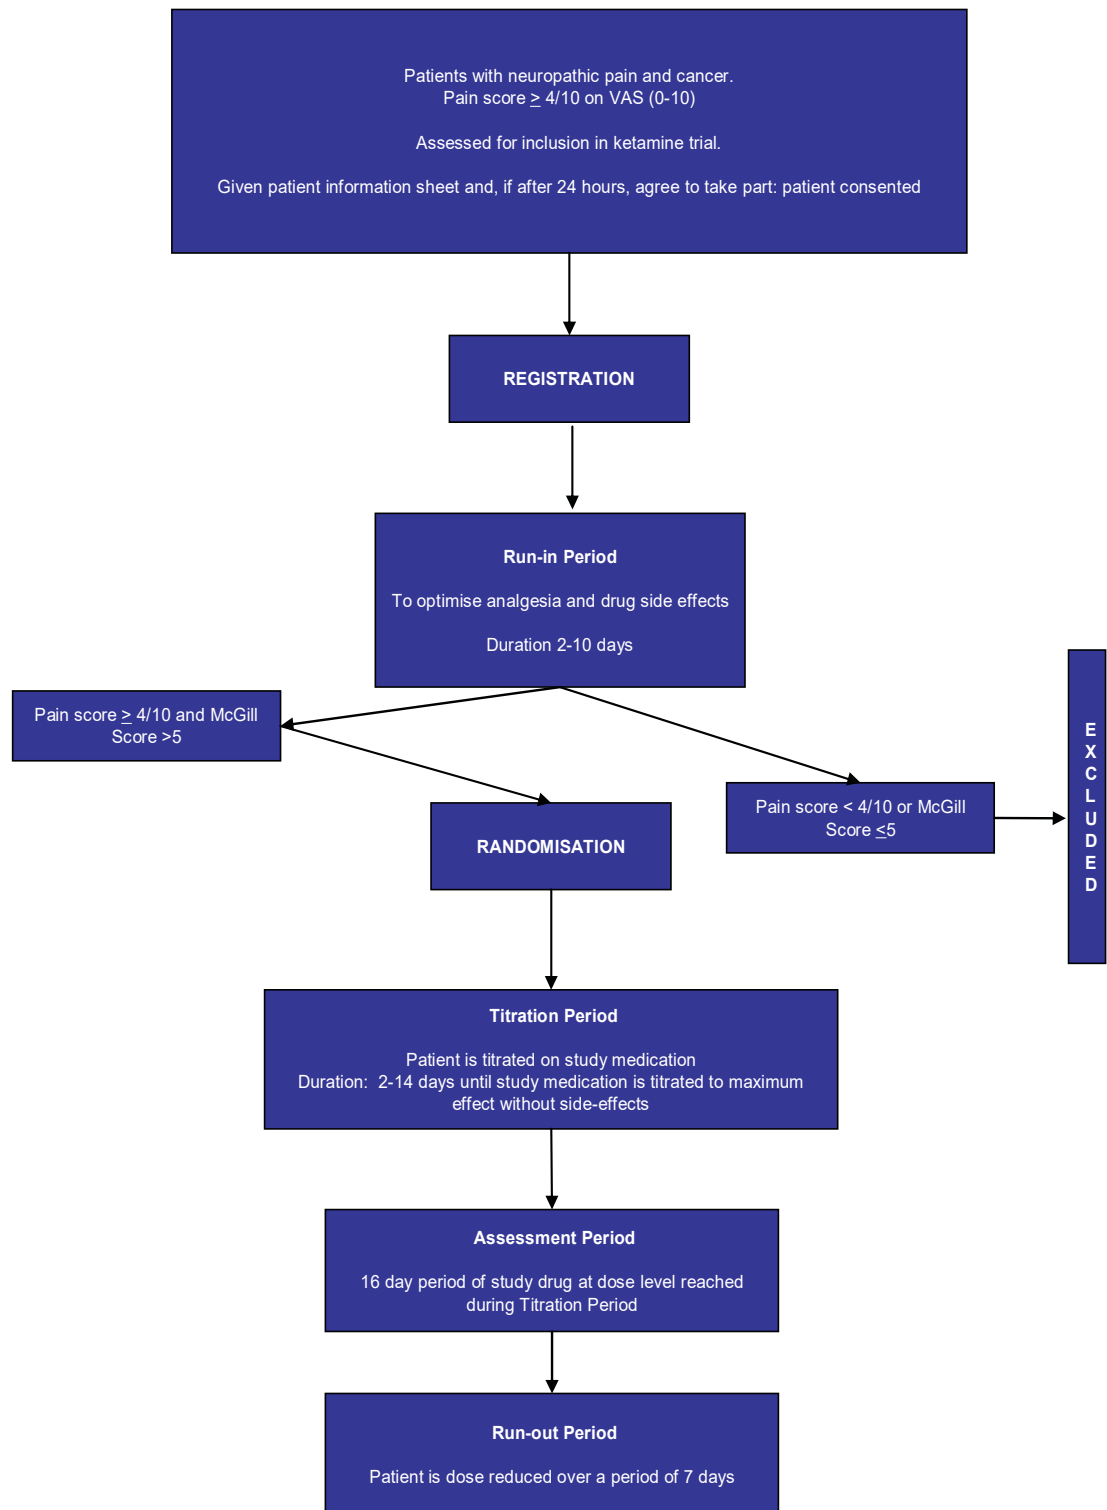 Patients with neuropathic pain and cancer.
Pain score ≥ 4/10 on VAS (0-10)
Assessed for inclusion in ketamine trial.
Given patient information sheet and, if after 24 hours, agree to take part: patient consented
REGISTRATION
Run-in Period
To optimise analgesia and drug side effects
Duration 2-10 days
Pain score ≥ 4/10 and McGill
Score >5
Pain score < 4/10 or McGill
Score ≤5
EXCLUDED
RANDOMISATION
Titration Period
Patient is titrated on study medication
Duration:  2-14 days until study medication is titrated to maximum
effect without side-effects
Assessment Period
16 day period of study drug at dose level reached
during Titration Period
Run-out Period
Patient is dose reduced over a period of 7 days